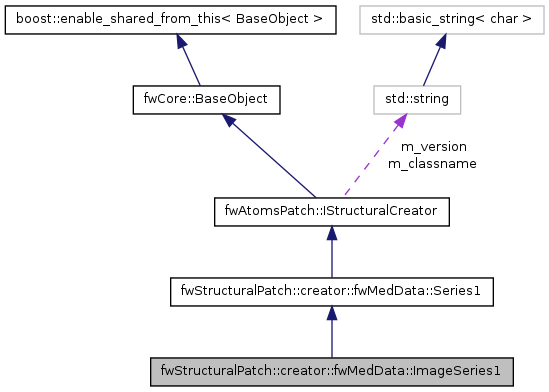 boost::enable_shared_from_this< BaseObject >
std::basic_string< char >
fwCore::BaseObject
std::string
m_version
m_classname
fwAtomsPatch::IStructuralCreator
fwStructuralPatch::creator::fwMedData::Series1
fwStructuralPatch::creator::fwMedData::ImageSeries1